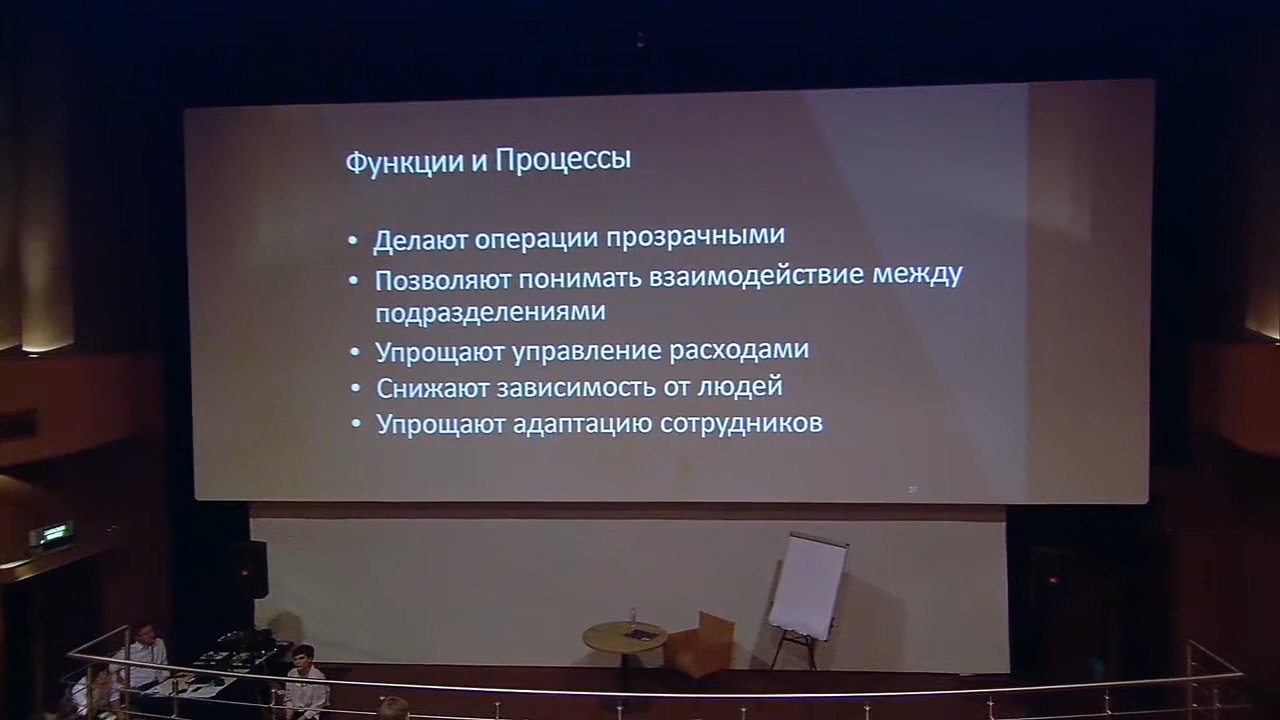 Функции и Процессы
• Делают операции прозрачными
• Позволяют понимать взаимодействие между
подразделениями
• Упрощают управление расходами
• Снижают зависимость от людей
• Упрощают адаптацию сотрудников